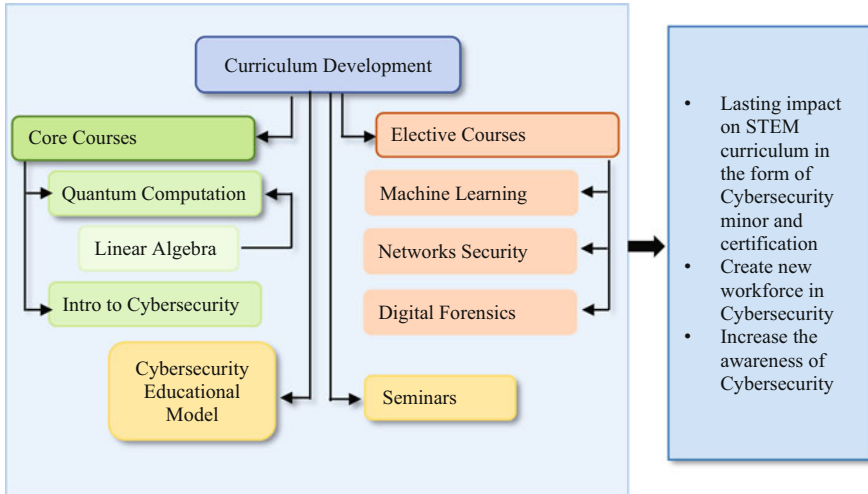 Curriculum Development
Core Courses
Quantum Computation
Linear Algebra
Intro to Cybersecurity
Cybersecurity
Educational
Model
Elective Courses
Machine Learning
Networks Security
Digital Forensics
Seminars
• Lasting impact
on STEM
curriculum in
the form of
Cybersecurity
minor and
certification
• Create new
workforce in
Cybersecurity
• Increase the
awareness of
Cybersecurity